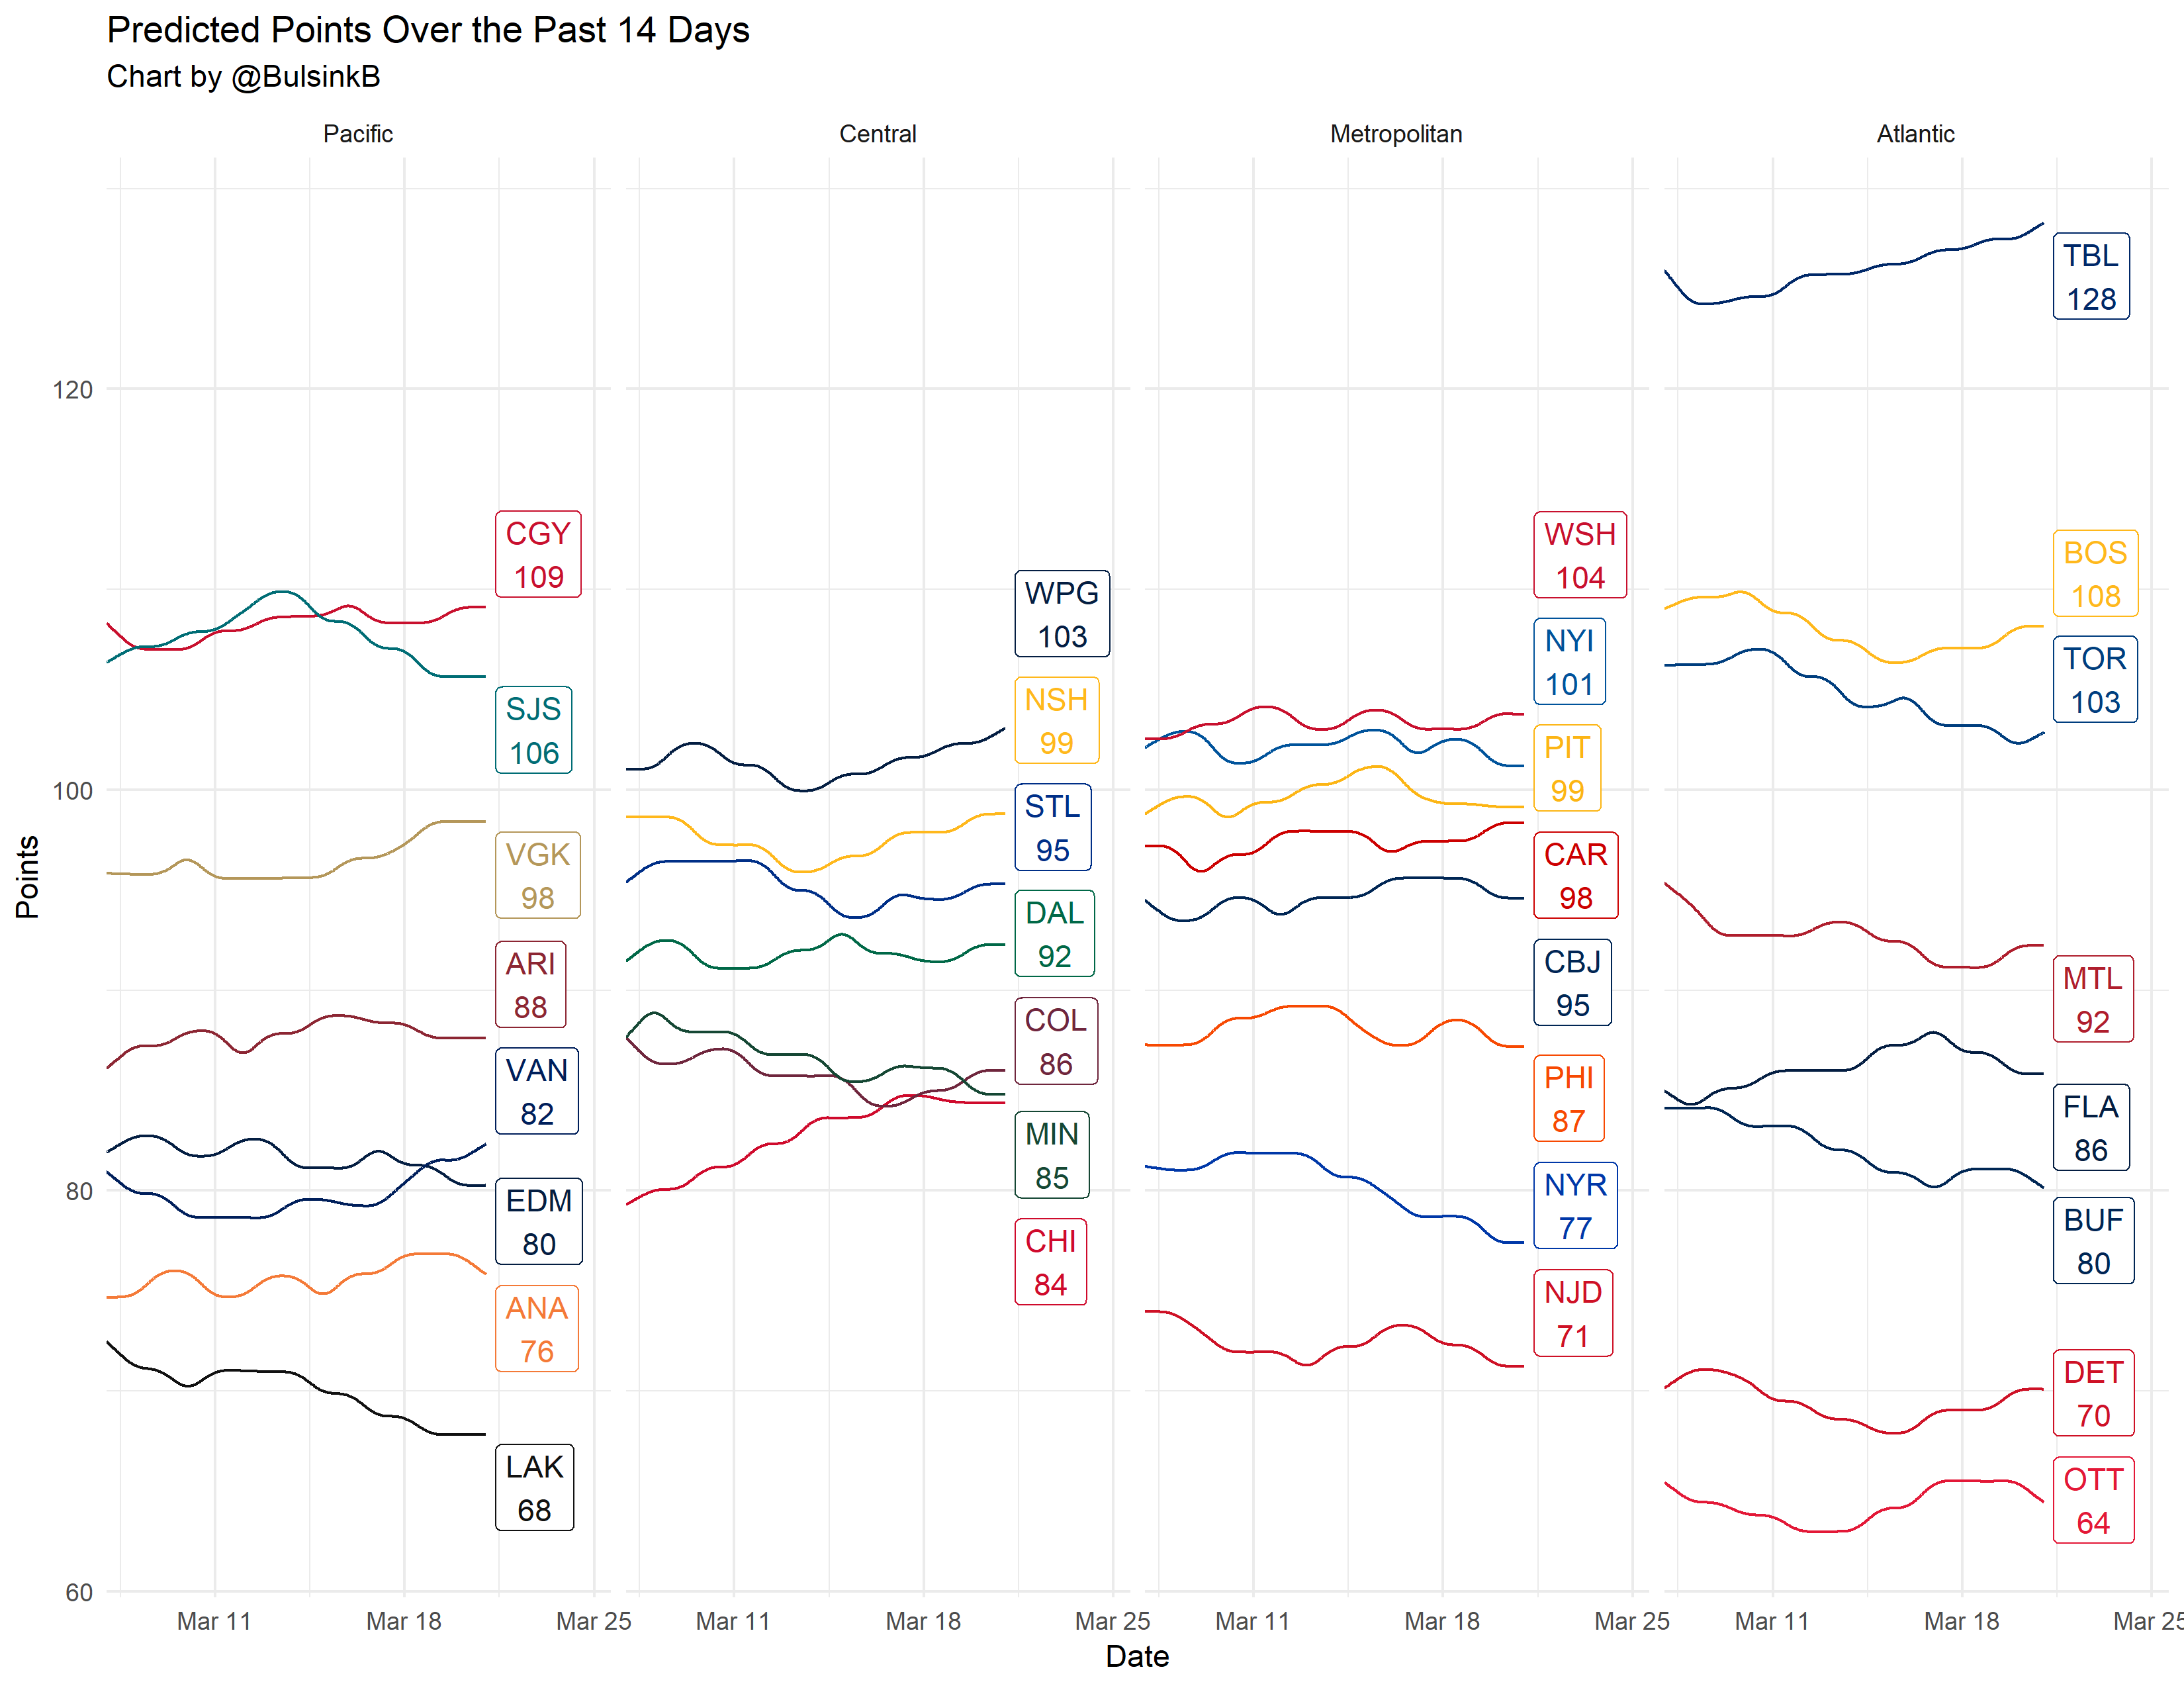 Predicted Points Over the Past 14 Days
Chart by @BulsinkB
Pacific
Central
Metropolitan
Atlantic
Points
120
100
80
60
CGY
109
SJS
106
VGK
98
ARI
88
VAN
82
EDM
80
ANA
76
LAK
68
WPG
103
NSH
99
STL
95
DAL
92
COL
86
MIN
85
CHI
84
WSH
104
NYI
101
PIT
99
CAR
98
CBJ
95
PHI
87
NYR
77
NJD
71
TBL
128
BOS
108
TOR
103
MTL
92
FLA
86
BUF
80
DET
70
OTT
64
Mar 11
Mar 18
Mar 25
Mar 11
Mar 18
Mar 25
Mar 11
Mar 18
Mar 25
Mar 11
Mar 18
Mar 25
Date